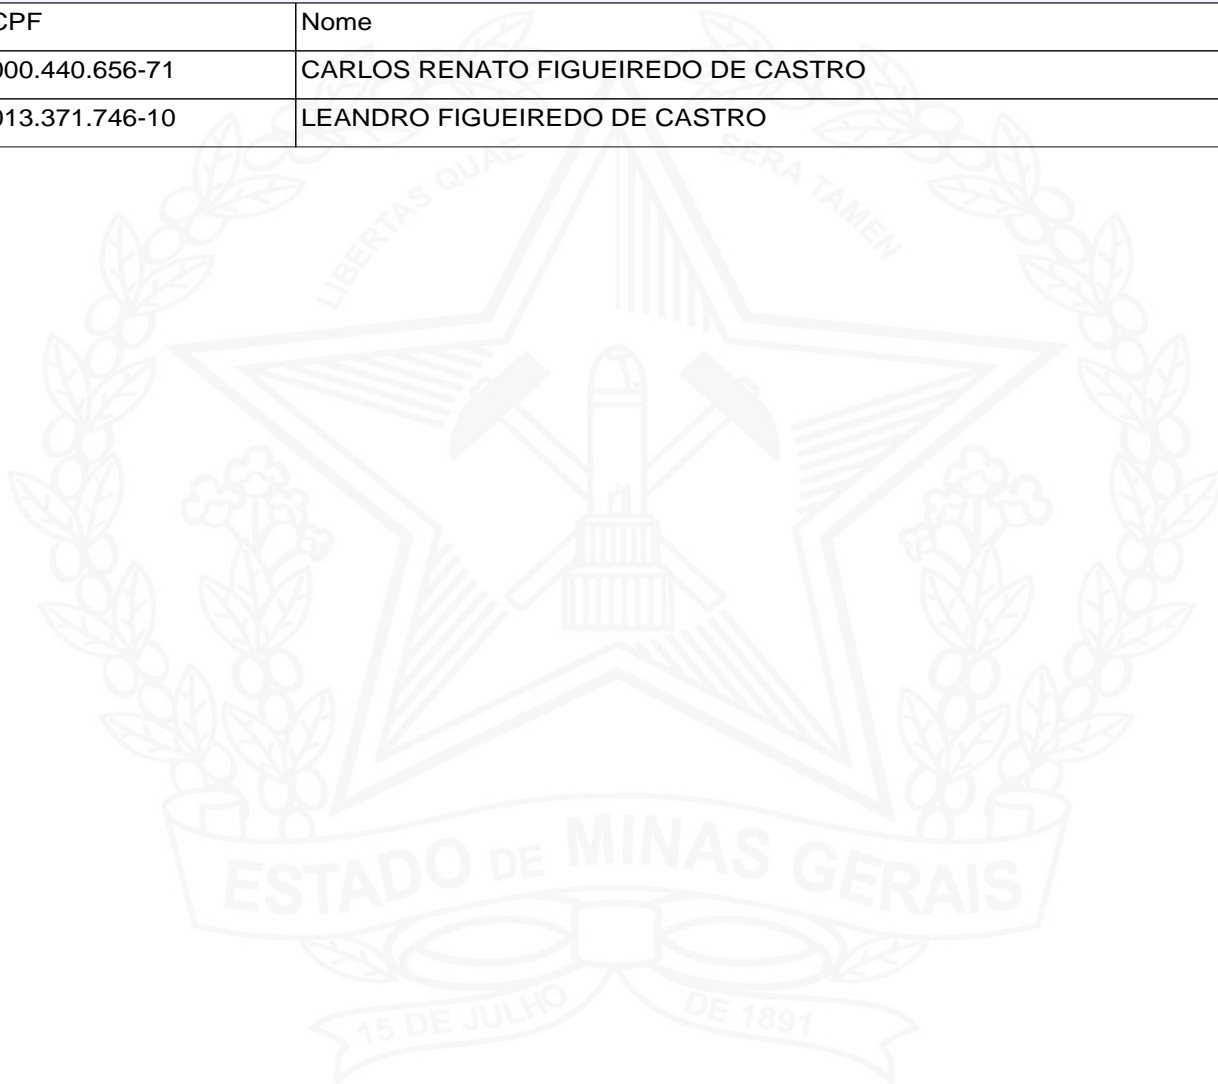 CPF Nome
000.440.656-71 CARLOS RENATO FIGUEIREDO DE CASTRO
013.371.746-10 LEANDRO FIGUEIREDO DE CASTRO
LIBERTAS QUAE SERA TAMEN
ESTADO DE MINAS GERAIS
15 DE JULHO DE 1891